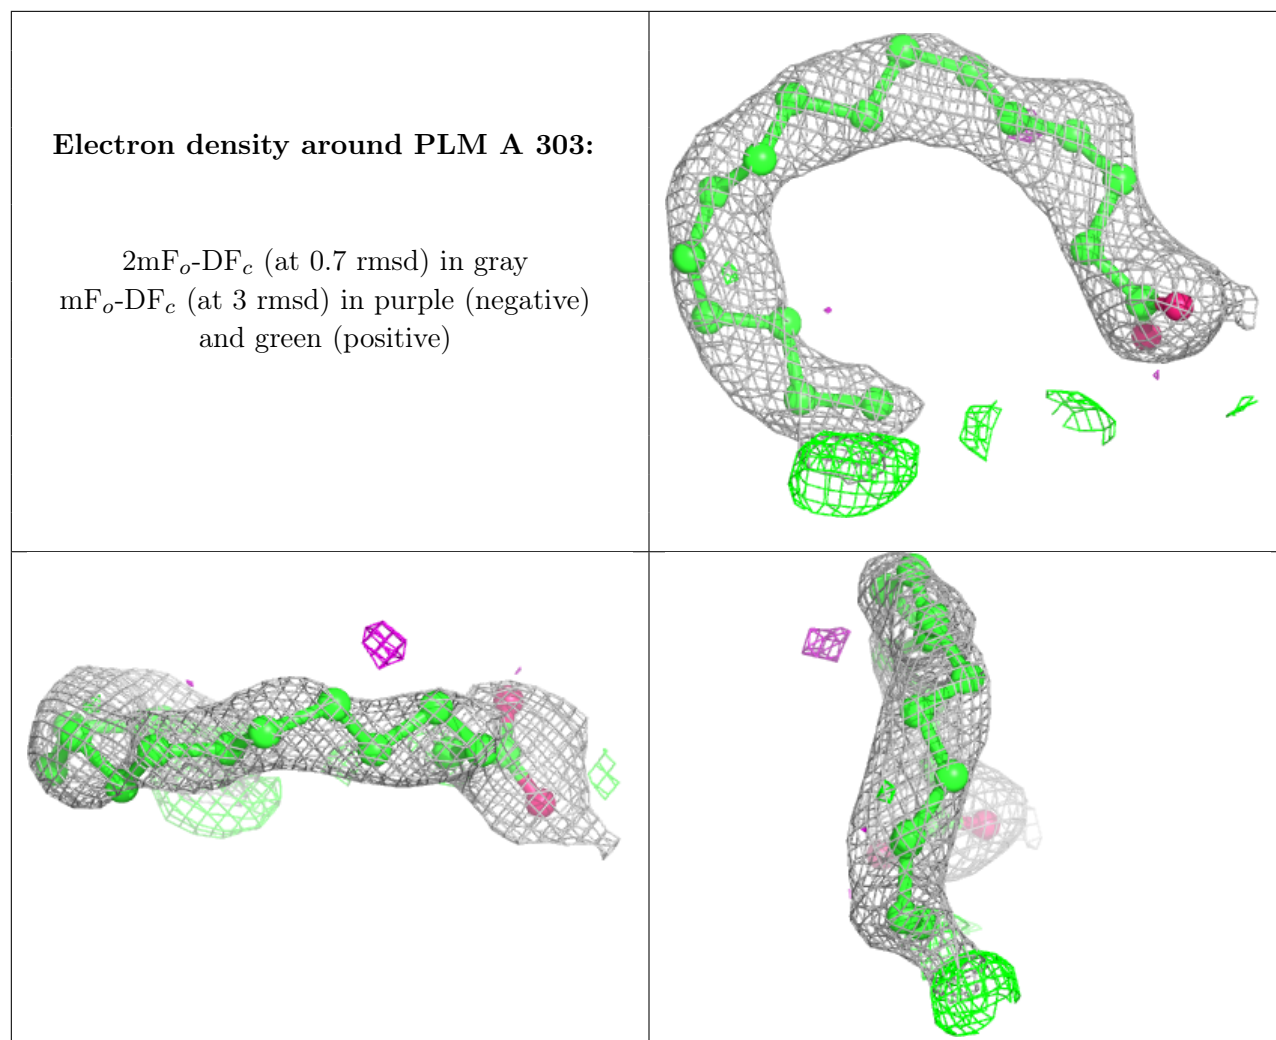 Electron density around PLM A 303:
2mFo-DFc (at 0.7 rmsd) in gray
mFo-DFc (at 3 rmsd) in purple (negative)
and green (positive)